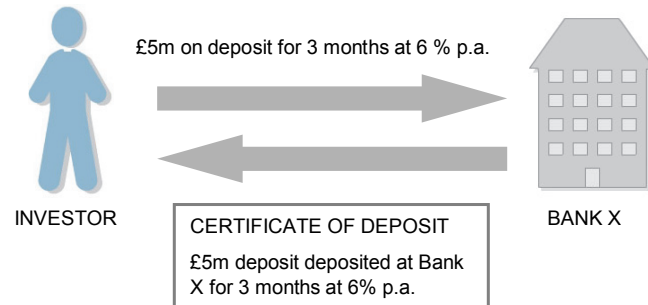 £5m on deposit for 3 months at 6 % p.a.
INVESTOR
BANK X
CERTIFICATE OF DEPOSIT
£5m deposit deposited at Bank
X for 3 months at 6% p.a.